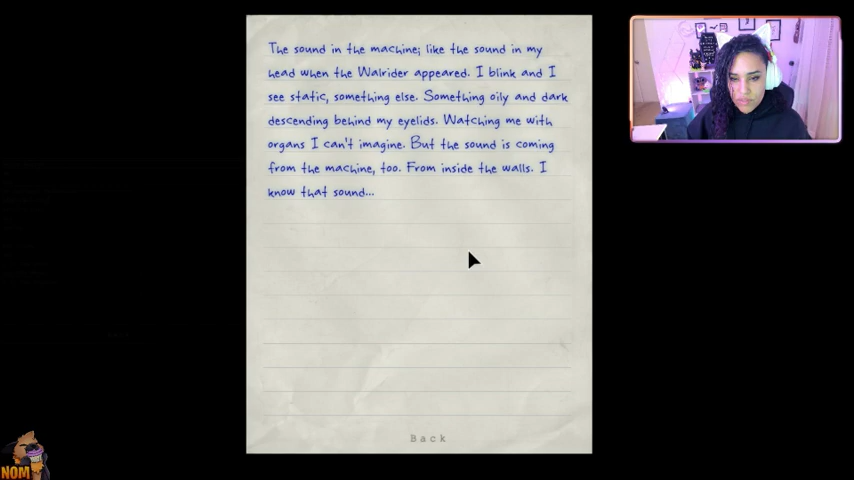 The sound in the machine; like the sound in my
head when the Walrider appeared. I blink and I
see static, something else. Something oily and dark
descending behind my eyelids. Watching me with
organs I can't imagine. But the sound is coming
from the machine, too. From inside the walls. I
know that sound...
Back
NOM